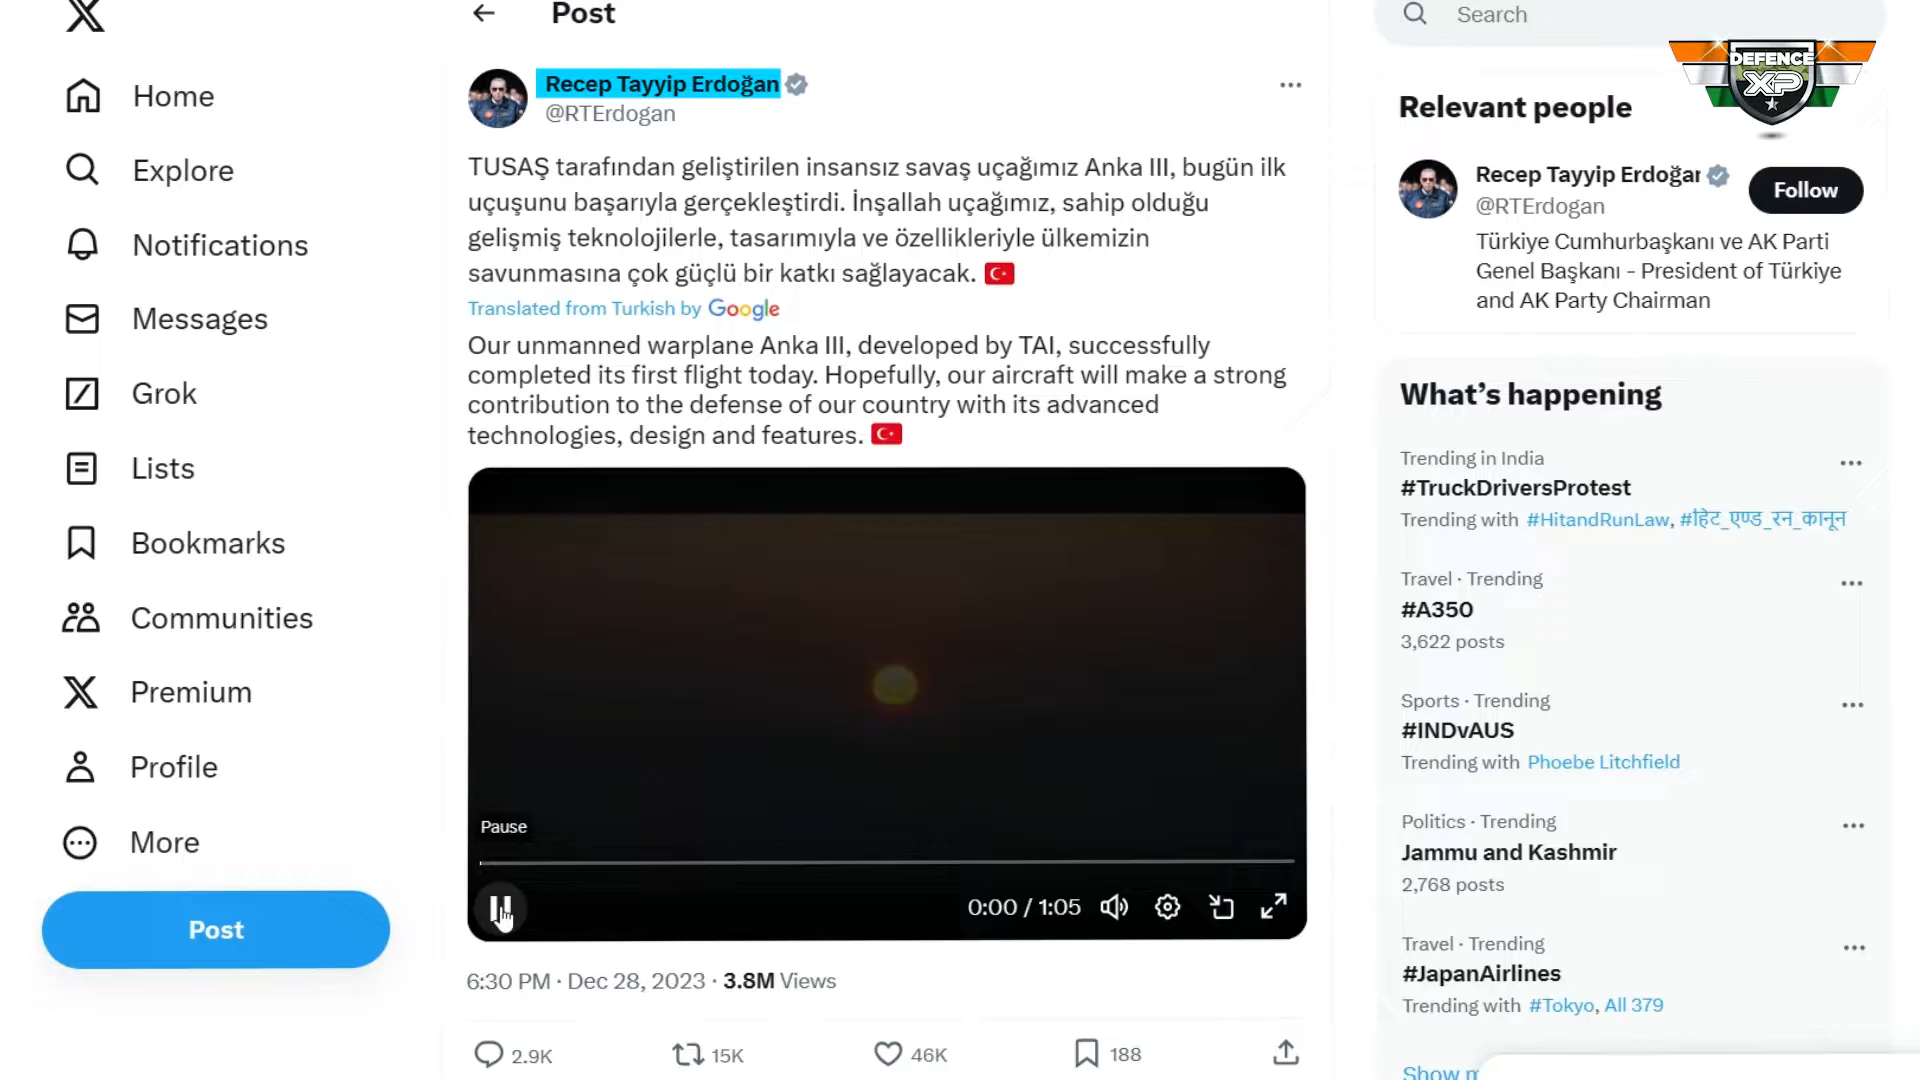 Home
Explore
Notifications
Messages
Grok
Lists
Bookmarks
Communities
Premium
Profile
More
Post
Post
Recep Tayyip Erdoğan
@RTErdogan
TUSAŞ tarafından geliştirilen insansız savaş uçağımız Anka III, bugün ilk
uçuşunu başarıyla gerçekleştirdi. İnşallah uçağımız, sahip olduğu
gelişmiş teknolojilerle, tasarımıyla ve özellikleriyle ülkemizin
savunmasına çok güçlü bir katkı sağlayacak.
Translated from Turkish by Google
Our unmanned warplane Anka III, developed by TAI, successfully
completed its first flight today. Hopefully, our aircraft will make a strong
contribution to the defense of our country with its advanced
technologies, design and features.
Pause
0:00 / 1:05
6:30 PM · Dec 28, 2023 · 3.8M Views
2.9K 15K 46K 188
Search
DEFENCE
XP
Relevant people
Recep Tayyip Erdoğan
@RTErdogan
Follow
Türkiye Cumhurbaşkanı ve AK Parti
Genel Başkanı - President of Türkiye
and AK Party Chairman
What's happening
Trending in India
#TruckDriversProtest
Trending with #HitandRunLaw, #हिट_एण्ड_रन_कानून
Travel · Trending
#A350
3,622 posts
Sports · Trending
#INDvAUS
Trending with Phoebe Litchfield
Politics · Trending
Jammu and Kashmir
2,768 posts
Travel · Trending
#JapanAirlines
Trending with #Tokyo, All 379
Show